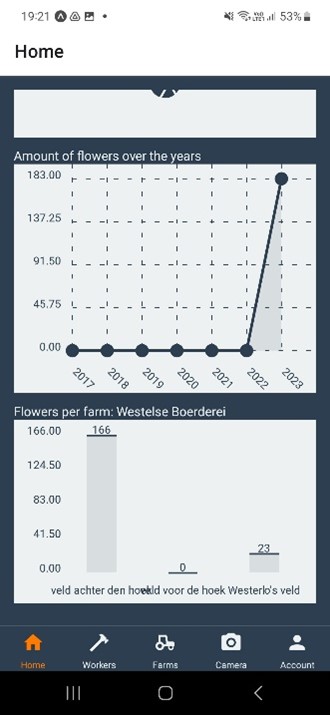 19:21 53%
Home
Amount of flowers over the years
183.00
137.25
91.50
45.75
0.00
2017 2018 2019 2020 2021 2022 2023
Flowers per farm: Westelse Boerderei
166.00
124.50
83.00
41.50
0.00
166
0
23
veld achter den hoek veld voor de hoek Westerlo's veld
Home Workers Farms Camera Account